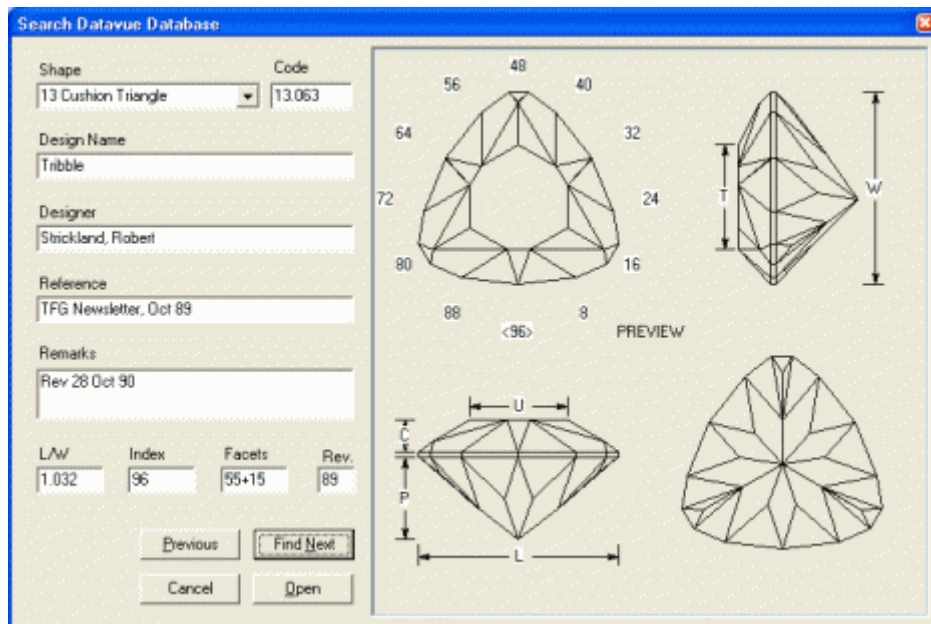 Search Datavue Database
Shape Code
13 Cushion Triangle 13.063
Design Name
Tribble
Designer
Strickland, Robert
Reference
TFG Newsletter, Oct 89
Remarks
Rev 28 Oct 90
L/W Index Facets Rev.
1.032 96 55+15 89
Previous Find Next
Cancel Open
48
56 40
64 32
72 24
80 16
88 8
<96> PREVIEW
T W
U
C
P
L